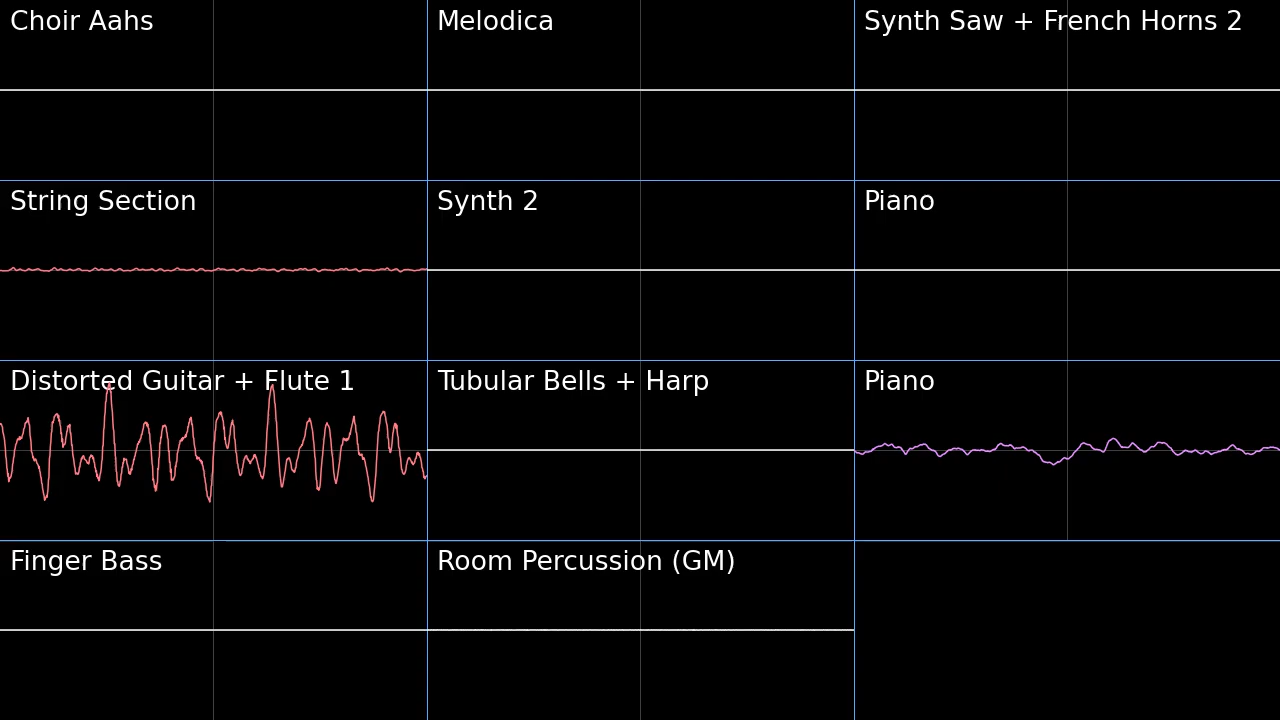 Choir Aahs
Melodica
Synth Saw + French Horns 2
String Section
Synth 2
Piano
Distorted Guitar + Flute 1
Tubular Bells + Harp
Piano
Finger Bass
Room Percussion (GM)